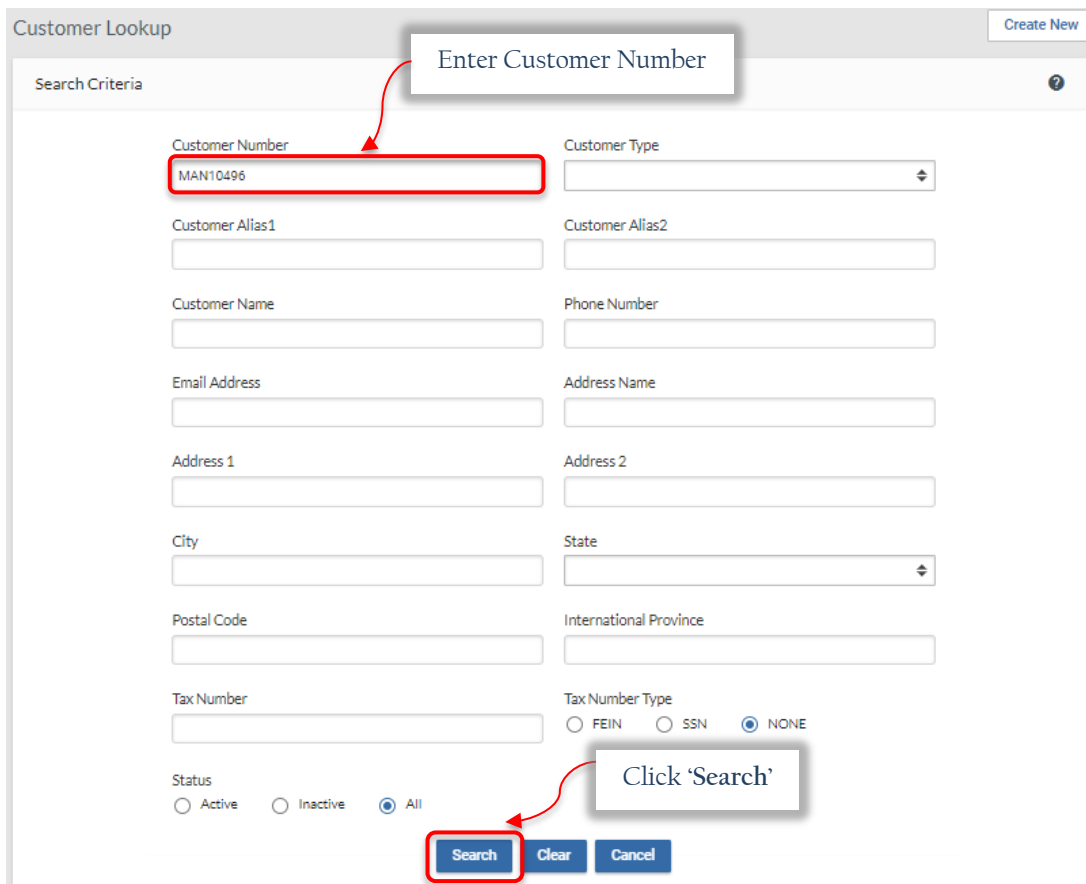 Customer Lookup
Create New
Enter Customer Number
Search Criteria
?
Customer Number
Customer Type
MAN10496
Customer Alias1
Customer Alias2
Customer Name
Phone Number
Email Address
Address Name
Address 1
Address 2
City
State
Postal Code
International Province
Tax Number
Tax Number Type
FEIN SSN NONE
Click ‘Search’
Status
Active Inactive All
Search Clear Cancel